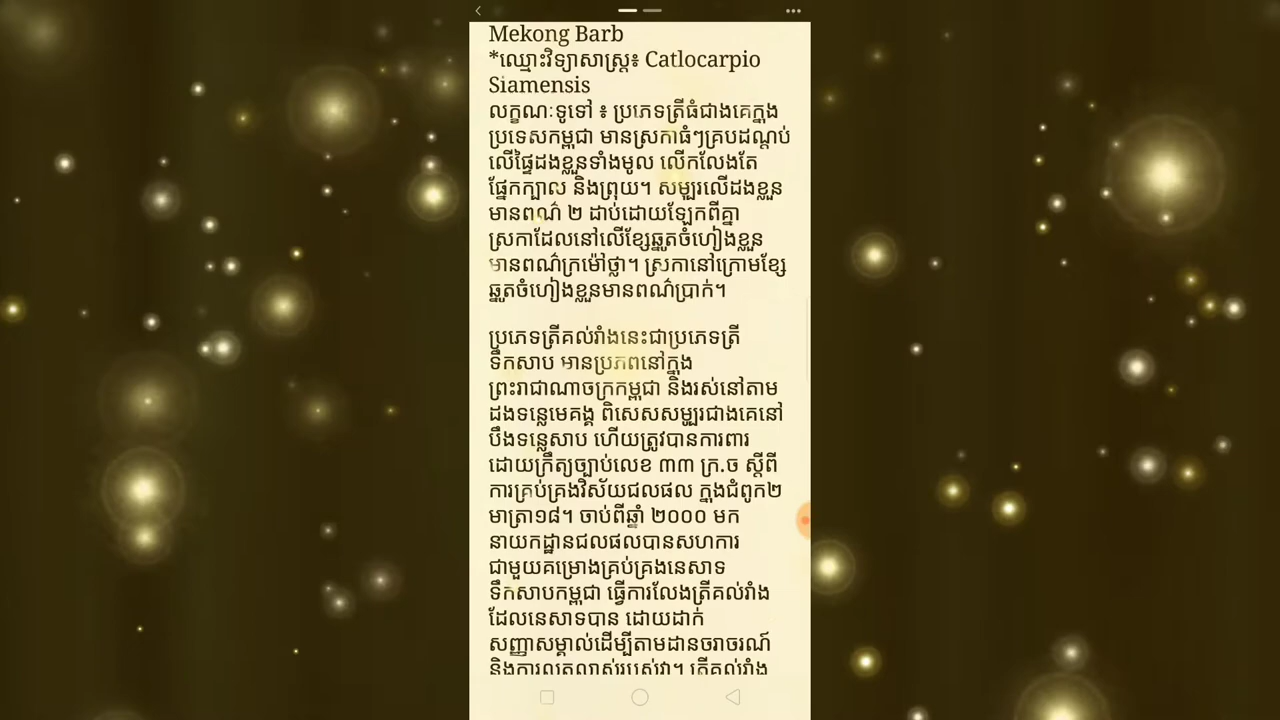 Mekong Barb
*ឈ្មោះវិទ្យាសាស្ត្រ៖ Catlocarpio
Siamensis
លក្ខណៈទូទៅ ៖ ប្រភេទត្រីធំជាងគេក្នុង
ប្រទេសកម្ពុជា មានស្រកាធំៗគ្របដណ្តប់
លើផ្ទៃដងខ្លួនទាំងមូល លើកលែងតែ
ផ្នែកក្បាល និងព្រុយ។ សម្បុរលើដងខ្លួន
មានពណ៌ ២ ដាប់ដោយឡែកពីគ្នា
ស្រកាដែលនៅលើខ្សែឆ្នូតចំហៀងខ្លួន
មានពណ៌ក្រម៉ៅថ្លា។ ស្រកានៅក្រោមខ្សែ
ឆ្នូតចំហៀងខ្លួនមានពណ៌ប្រាក់។
ប្រភេទត្រីគល់រាំងនេះជាប្រភេទត្រី
ទឹកសាប មានប្រភពនៅក្នុង
ព្រះរាជាណាចក្រកម្ពុជា និងរស់នៅតាម
ដងទន្លេមេគង្គ ពិសេសសម្បូរជាងគេនៅ
បឹងទន្លេសាប ហើយត្រូវបានការពារ
ដោយក្រឹត្យច្បាប់លេខ ៣៣ ក្រ.ច ស្តីពី
ការគ្រប់គ្រងវិស័យជលផល ក្នុងជំពូក២
មាត្រា១៨។ ចាប់ពីឆ្នាំ ២០០០ មក
នាយកដ្ឋានជលផលបានសហការ
ជាមួយគម្រោងគ្រប់គ្រងនេសាទ
ទឹកសាបកម្ពុជា ធ្វើការលែងត្រីគល់រាំង
ដែលនេសាទបាន ដោយដាក់
សញ្ញាសម្គាល់ដើម្បីតាមដានចរាចរណ៍
និងការលូតលាស់របស់វា។ តើគល់រាំង